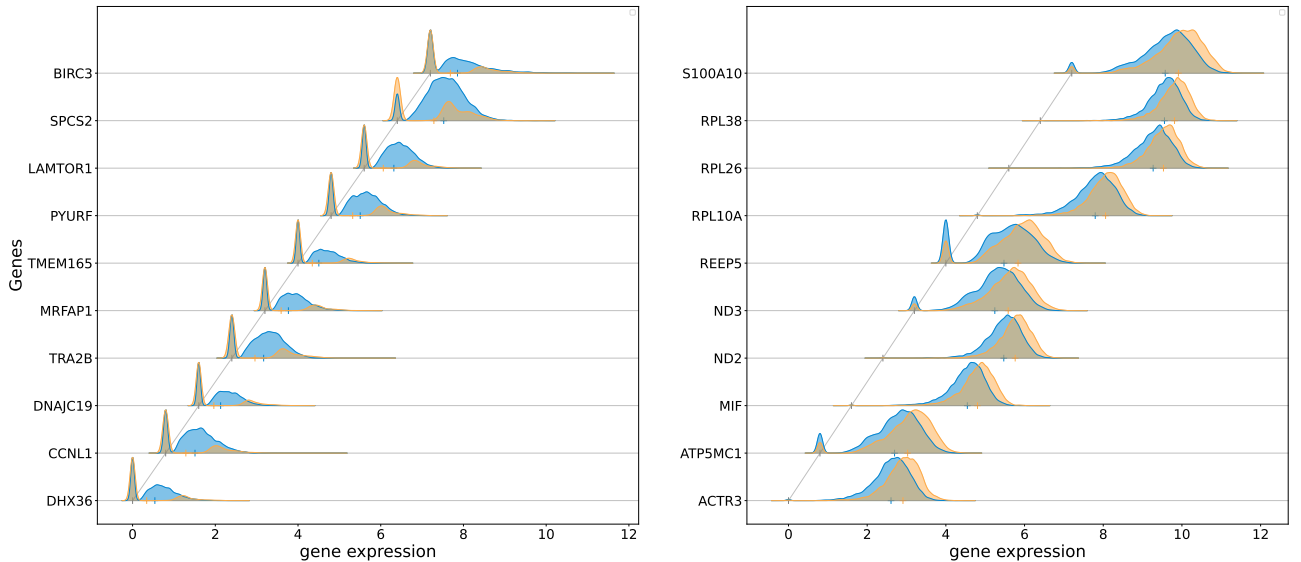 Genes
BIRC3
SPCS2
LAMTOR1
PYURF
TMEM165
MRFAP1
TRA2B
DNAJC19
CCNL1
DHX36
0 2 4 6 8 10 12
gene expression
S100A10
RPL38
RPL26
RPL10A
REEP5
ND3
ND2
MIF
ATP5MC1
ACTR3
0 2 4 6 8 10 12
gene expression